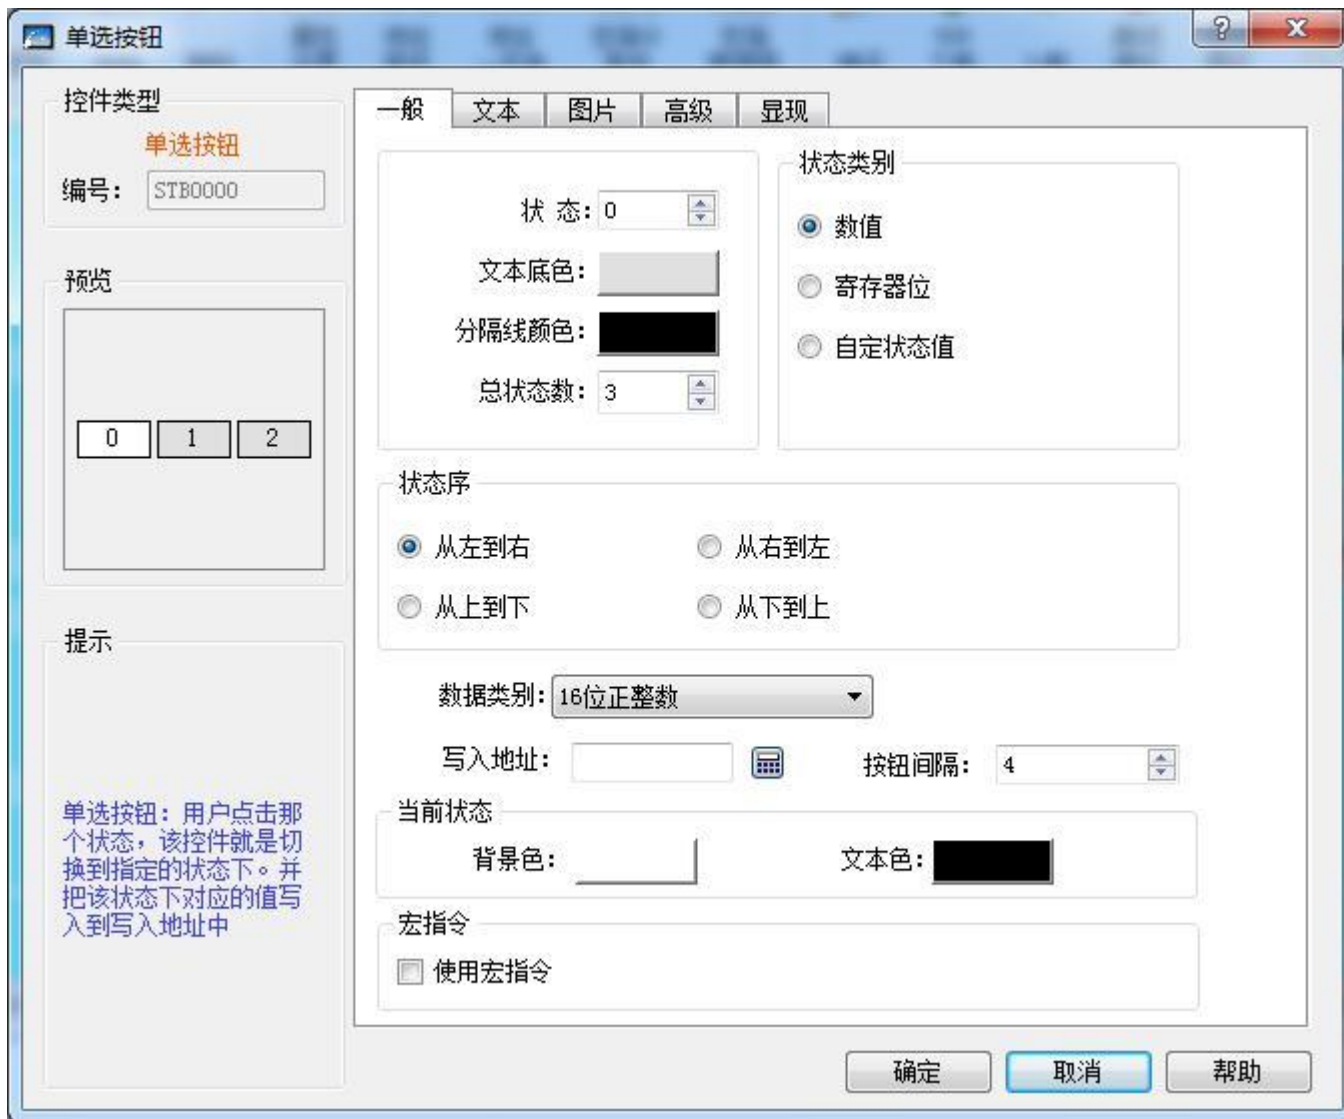 单选按钮
控件类型
单选按钮
编号： STB0000
预览
0 1 2
提示
单选按钮：用户点击那
个状态，该控件就是切
换到指定的状态下。并
把该状态下对应的值写
入到写入地址中
一般 文本 图片 高级 显现
状 态： 0
文本底色：
分隔线颜色：
总状态数： 3
状态类别
数值
寄存器位
自定状态值
状态序
从左到右 从右到左
从上到下 从下到上
数据类别： 16位正整数
写入地址： 按钮间隔： 4
当前状态
背景色： 文本色：
宏指令
使用宏指令
确定 取消 帮助